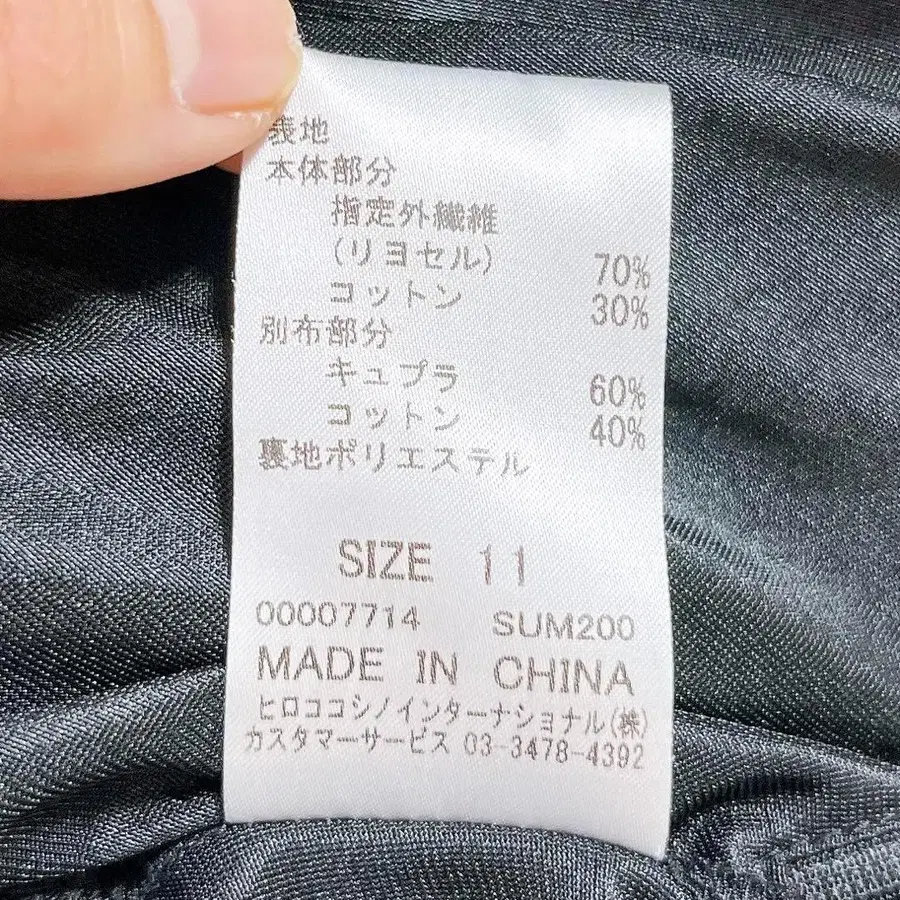 表地
本体部分
指定外繊維
(リヨセル) 70%
コットン 30%
別布部分
キュプラ 60%
コットン 40%
裏地ポリエステル
SIZE 11
00007714 SUM200
MADE IN CHINA
ヒロココシノインターナショナル(株)
カスタマーサービス 03-3478-4392